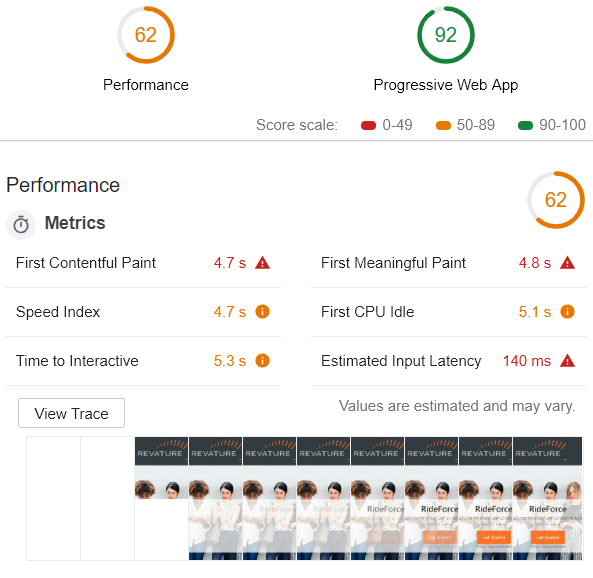 62 92
Performance Progressive Web App
Score scale: 0-49 50-89 90-100
Performance 62
Metrics
First Contentful Paint 4.7 s First Meaningful Paint 4.8 s
Speed Index 4.7 s First CPU Idle 5.1 s
Time to Interactive 5.3 s Estimated Input Latency 140 ms
View Trace Values are estimated and may vary.
REVATURE REVATURE REVATURE REVATURE REVATURE REVATURE REVATURE REVATURE
RideForce RideForce RideForce
Get Started Get Started Get Started